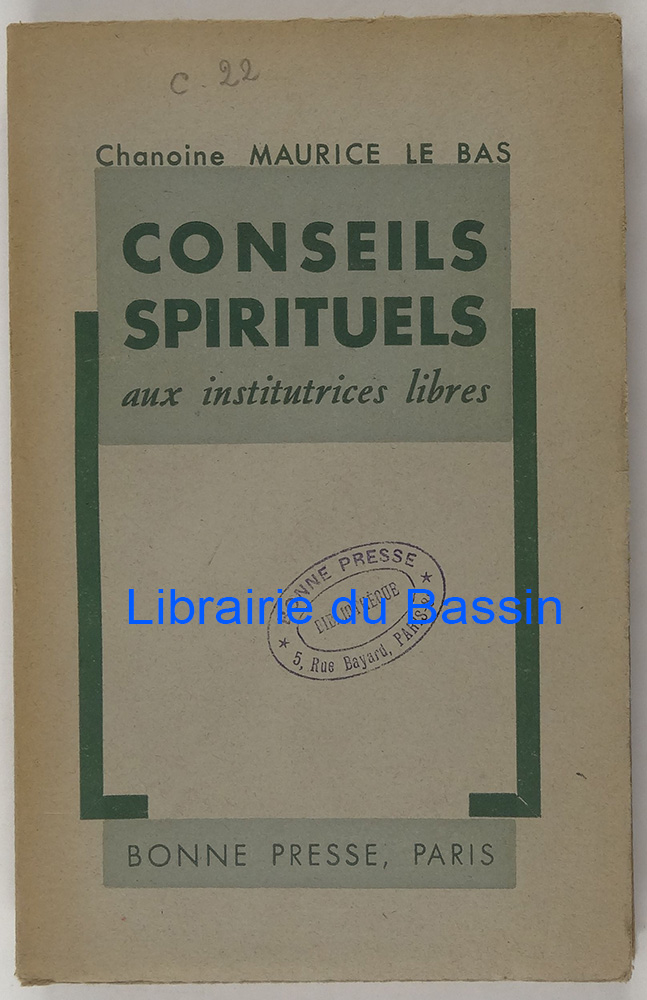 C. 22
Chanoine MAURICE LE BAS
CONSEILS
SPIRITUELS
aux institutrices libres
BONNE PRESSE
BIBLIOTHÈQUE
5, Rue Bayard, PARIS
Librairie du Bassin
BONNE PRESSE, PARIS